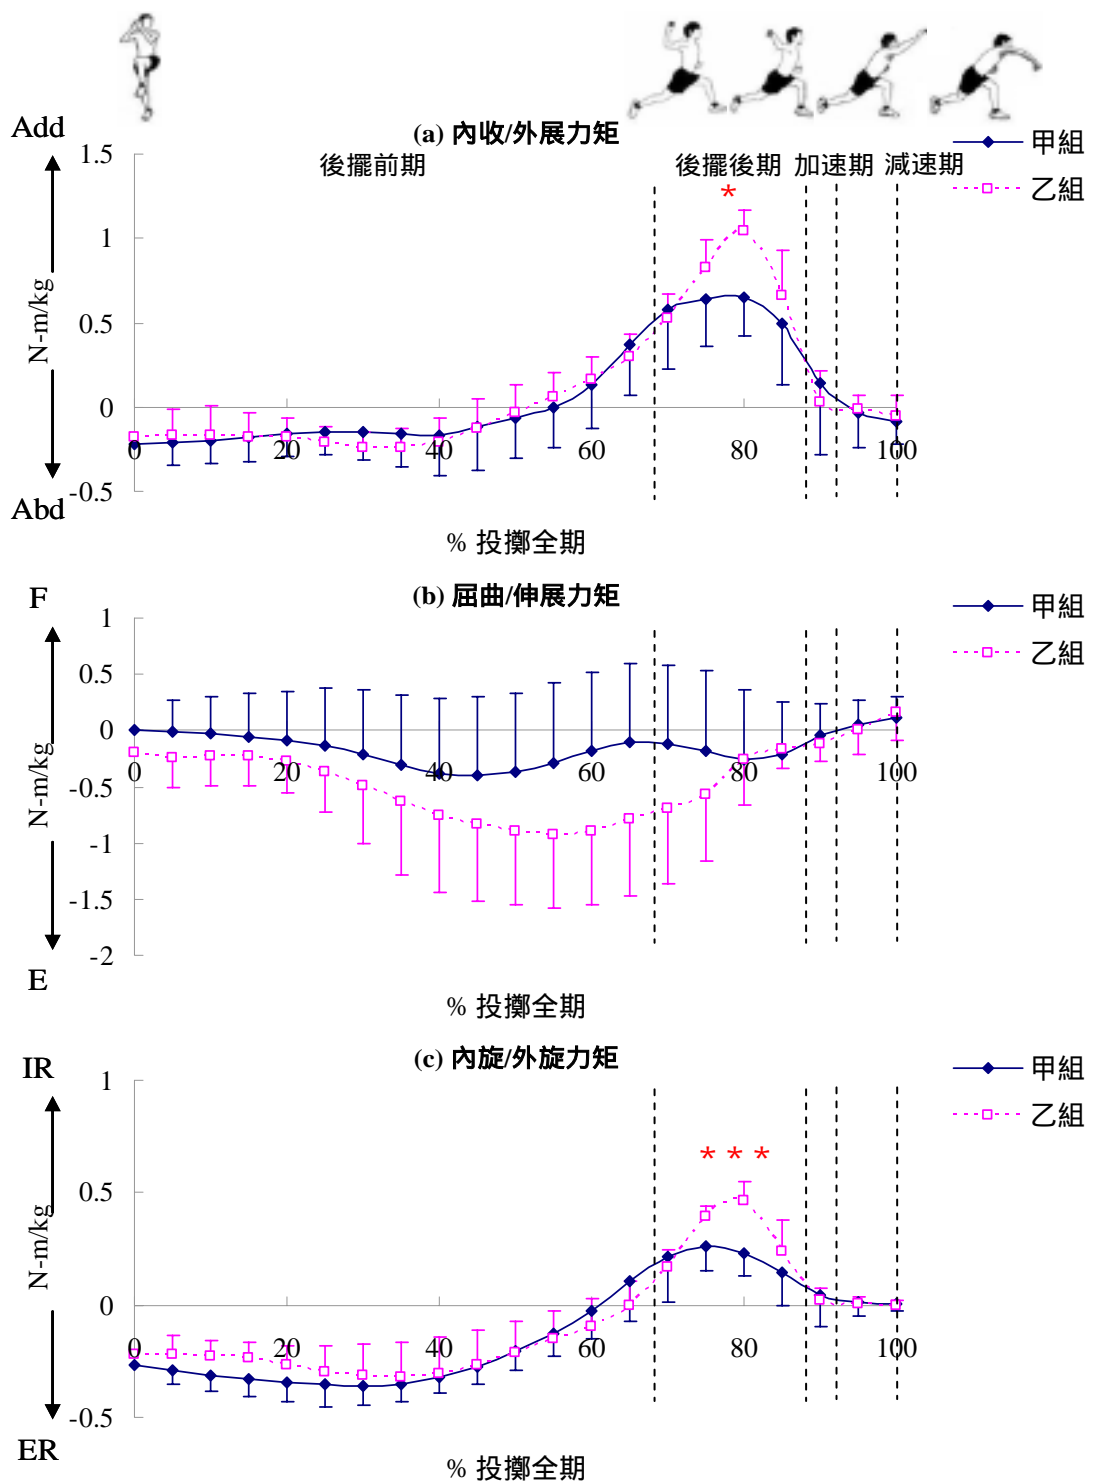 (a) 內收/外展力矩
Add
甲組
乙組
後擺前期 後擺後期 加速期 減速期
*
1.5
1
0.5
0
-0.5
N-m/kg
0 20 40 60 80 100
Abd
% 投擲全期
(b) 屈曲/伸展力矩
F
甲組
乙組
1
0.5
0
-0.5
-1
-1.5
-2
N-m/kg
0 20 40 60 80 100
E
% 投擲全期
(c) 內旋/外旋力矩
IR
甲組
乙組
* * *
1
0.5
0
-0.5
N-m/kg
0 20 40 60 80 100
ER
% 投擲全期